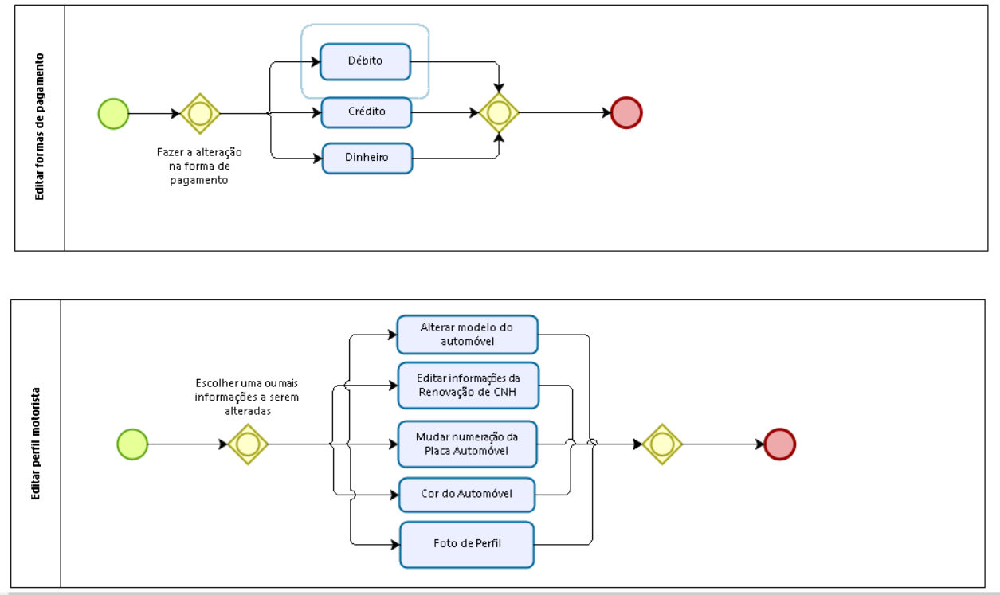 Editar formas de pagamento
Débito
Crédito
Dinheiro
Fazer a alteração
na forma de
pagamento
Editar perfil motorista
Escolher uma ou mais
informações a serem
alteradas
Alterar modelo do
automóvel
Editar informações da
Renovação de CNH
Mudar numeração da
Placa Automóvel
Cor do Automóvel
Foto de Perfil